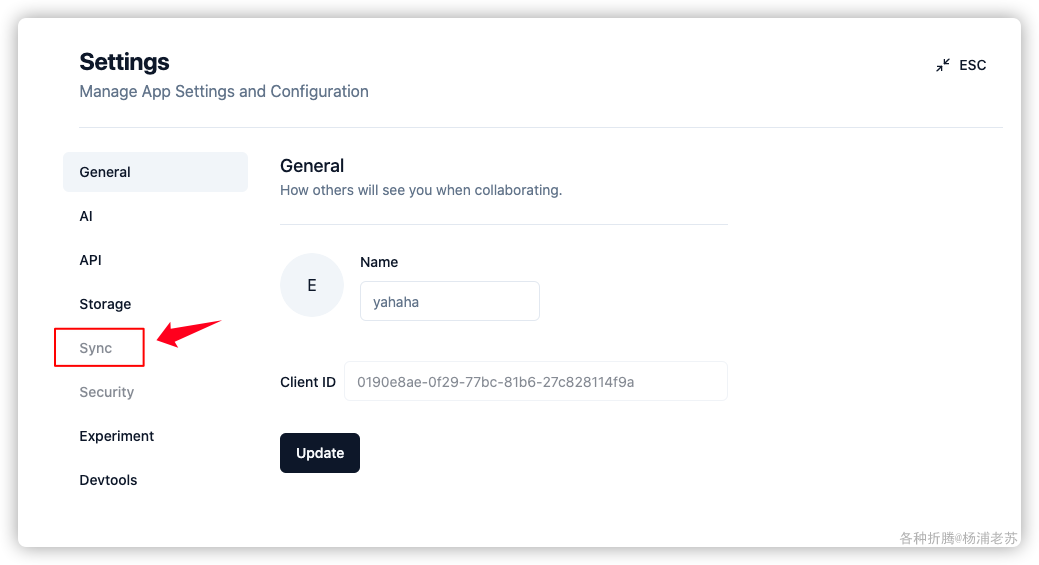 Settings
ESC
Manage App Settings and Configuration
General
AI
API
Storage
Sync
Security
Experiment
Devtools
General
How others will see you when collaborating.
E
Name
yahaha
Client ID
0190e8ae-0f29-77bc-81b6-27c828114f9a
Update
各种折腾@杨浦老苏